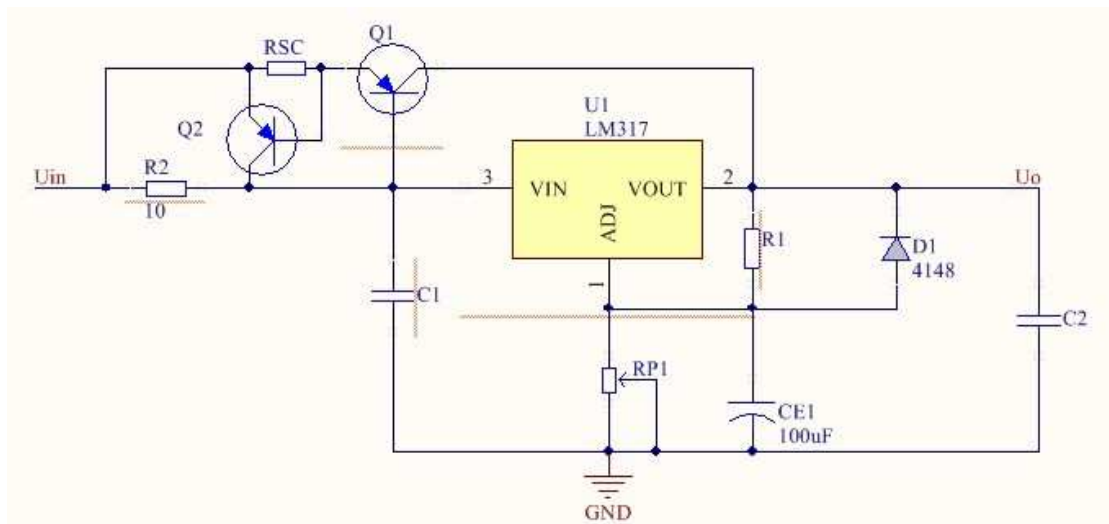 Q1
RSC
U1
LM317
Q2
R2
Uin
10
3
VIN
VOUT
2
Uo
ADJ
R1
D1
4148
1
C1
C2
RP1
CE1
100uF
GND